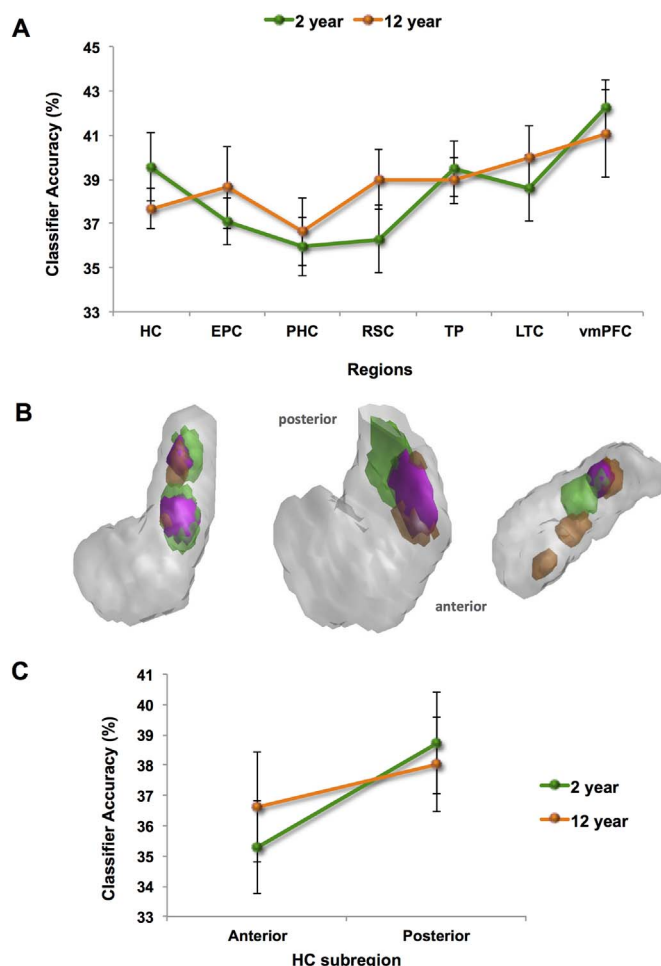 A
2 year 12 year
Classifier Accuracy (%)
45
43
41
39
37
35
33
HC EPC PHC RSC TP LTC vmPFC
Regions
B
posterior
anterior
C
Classifier Accuracy (%)
41
40
39
38
37
36
35
34
33
2 year
12 year
Anterior Posterior
HC subregion